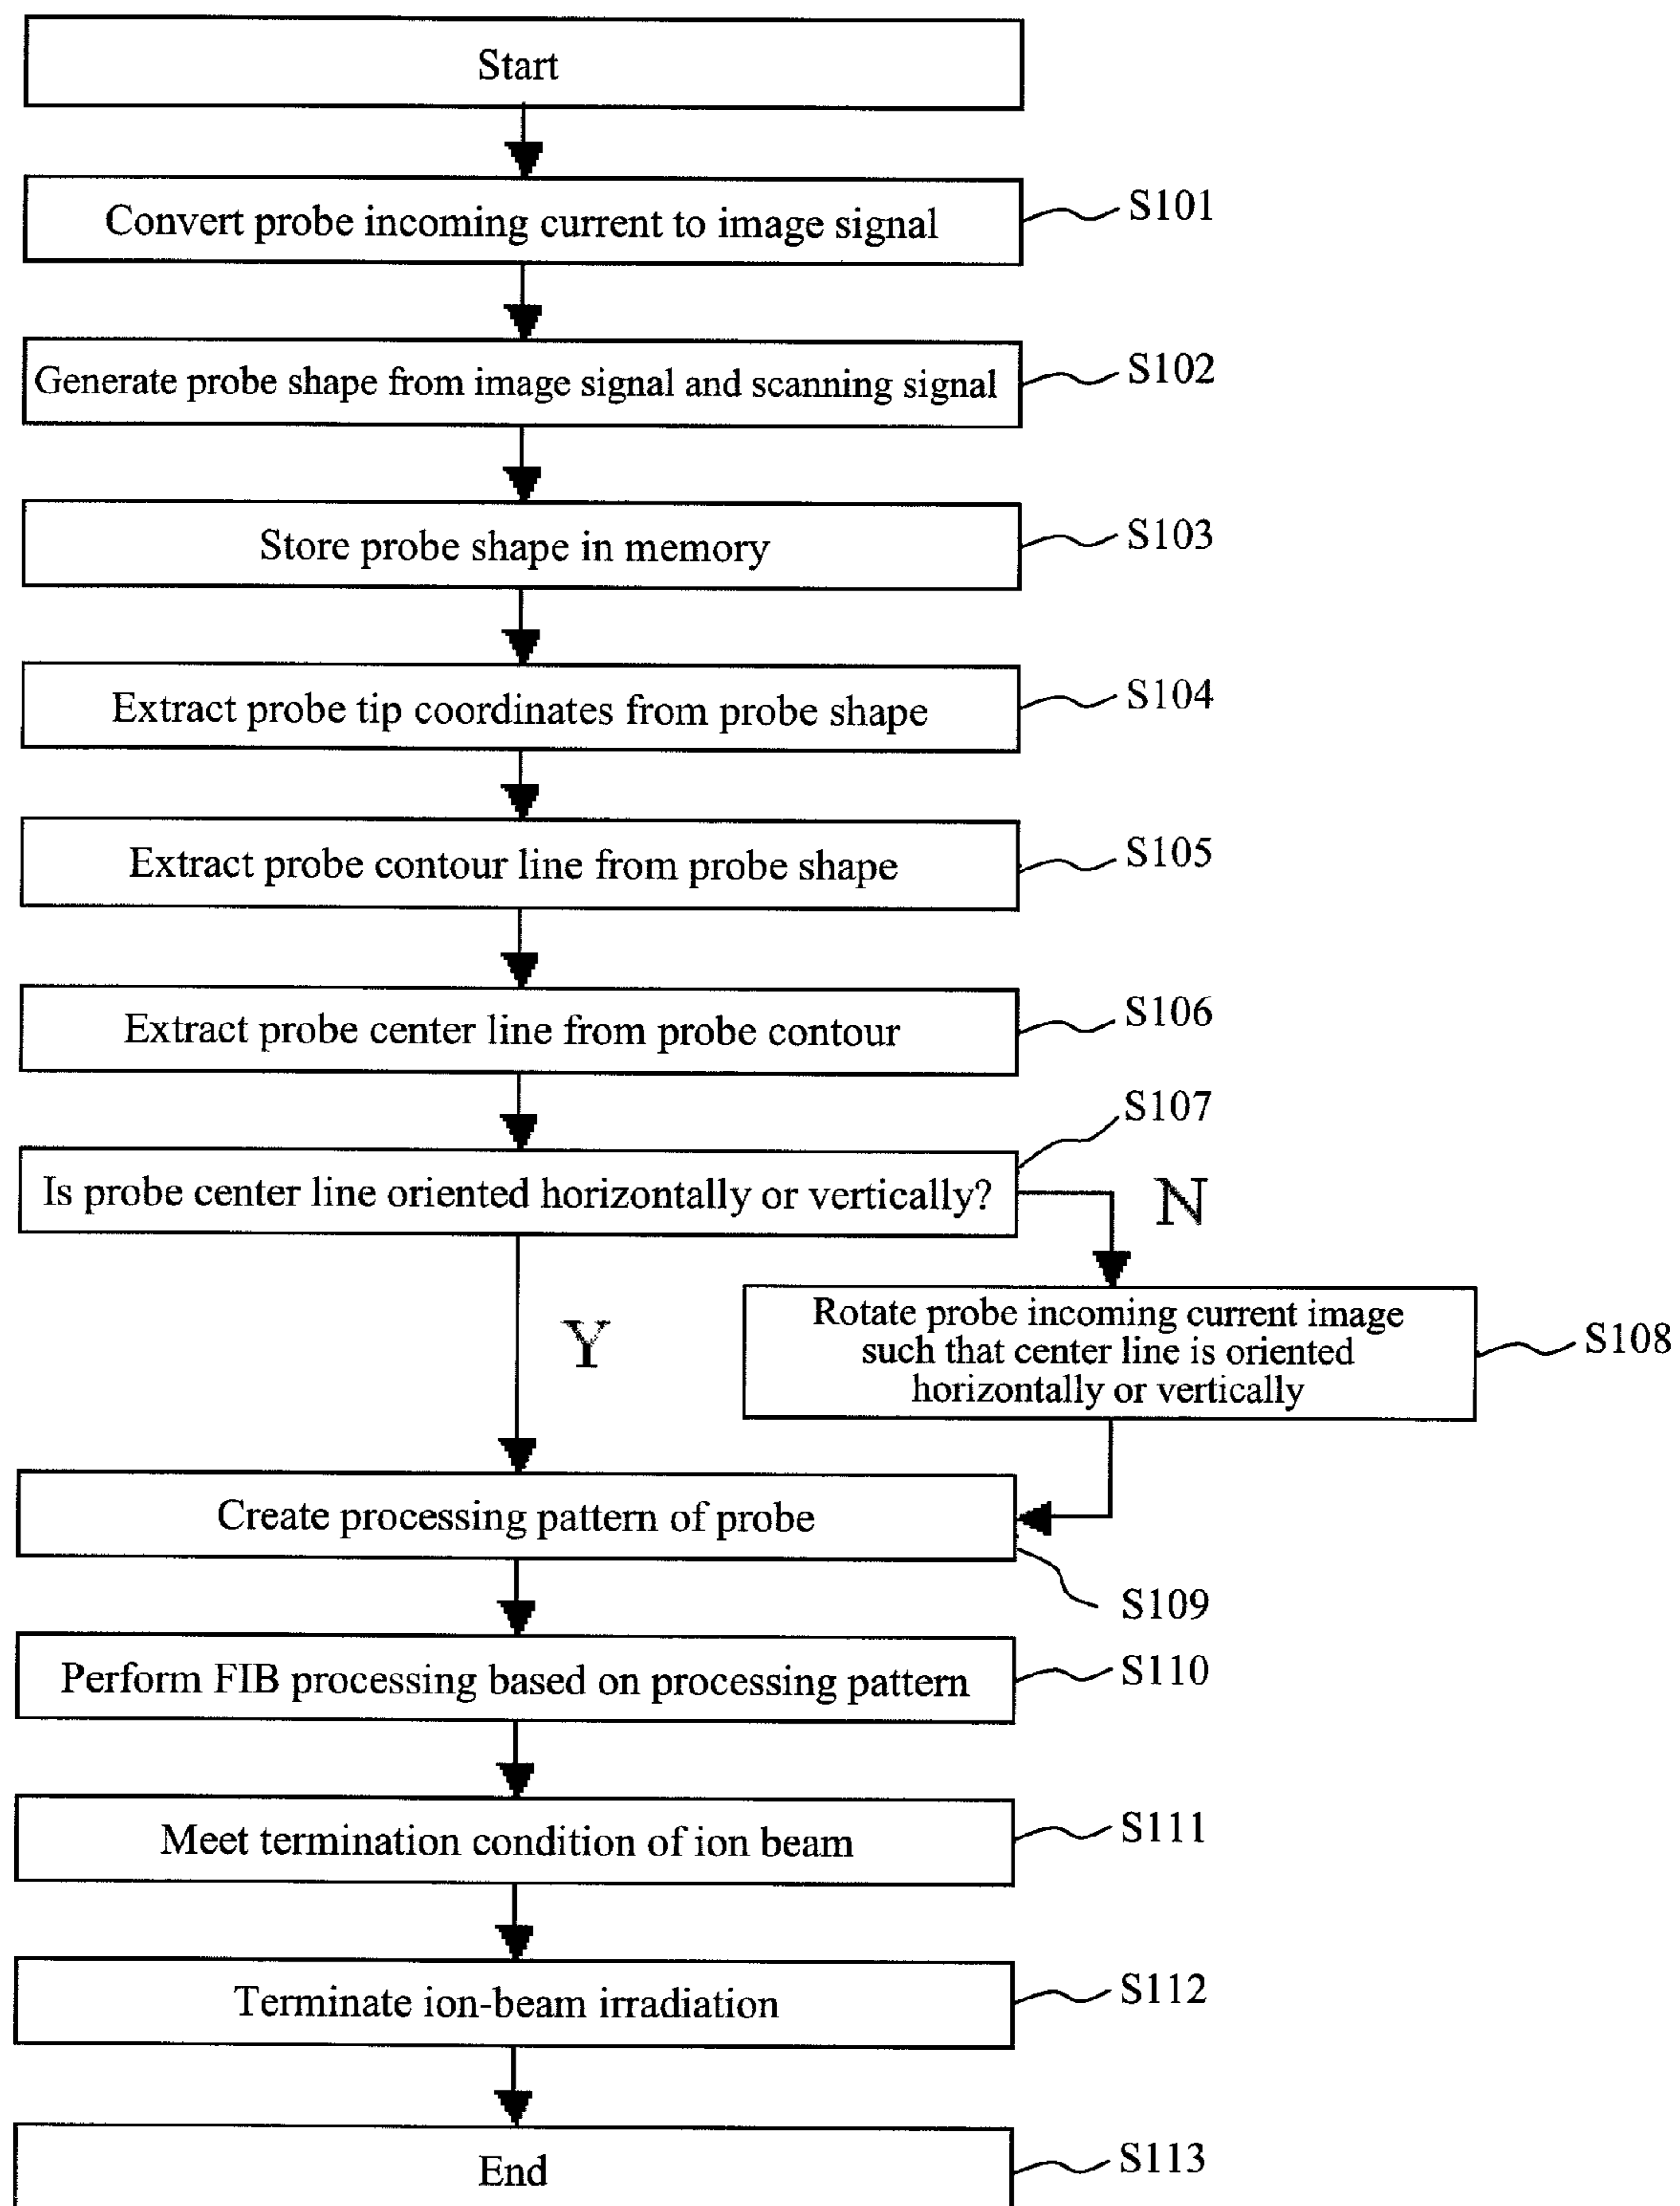 Start
Convert probe incoming current to image signal
S101
Generate probe shape from image signal and scanning signal
S102
Store probe shape in memory
S103
Extract probe tip coordinates from probe shape
S104
Extract probe contour line from probe shape
S105
Extract probe center line from probe contour
S106
S107
Is probe center line oriented horizontally or vertically?
N
Y
Rotate probe incoming current image
such that center line is oriented
horizontally or vertically
S108
Create processing pattern of probe
S109
Perform FIB processing based on processing pattern
S110
Meet termination condition of ion beam
S111
Terminate ion-beam irradiation
S112
End
S113